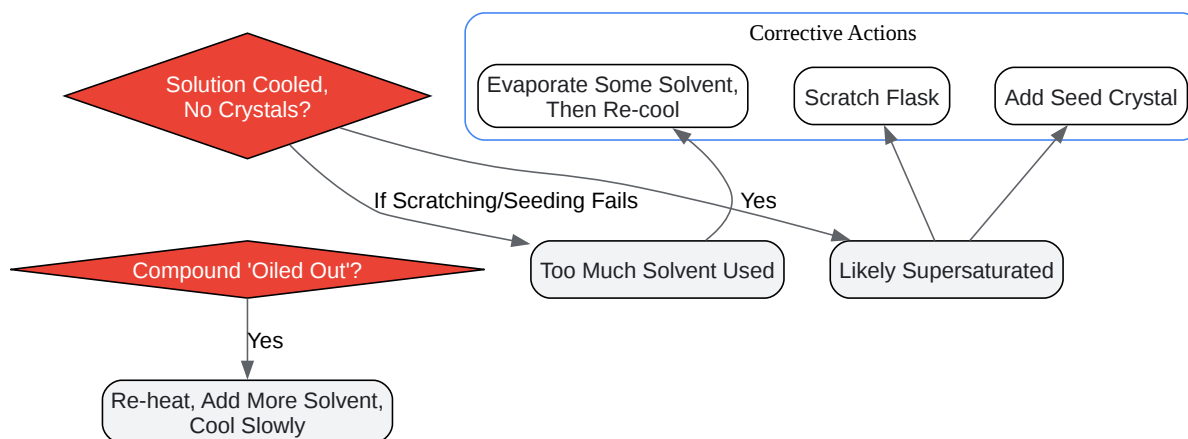 Corrective Actions
Solution Cooled,
No Crystals?
Evaporate Some Solvent,
Then Re-cool
Scratch Flask
Add Seed Crystal
If Scratching/Seeding Fails
Yes
Compound 'Oiled Out'?
Too Much Solvent Used
Likely Supersaturated
Yes
Re-heat, Add More Solvent,
Cool Slowly